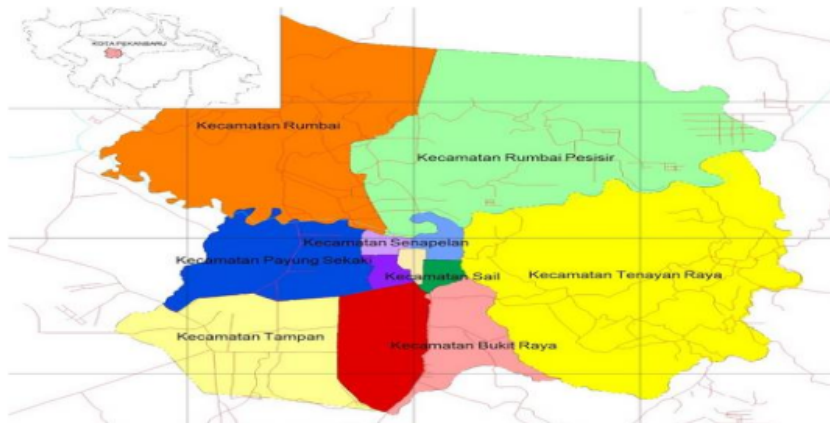 KOTA PEKANBARU
Kecamatan Rumbai
Kecamatan Rumbai Pesisir
Kecamatan Senapelan
Kecamatan Payung Sekaki
Kecamatan Sail
Kecamatan Tenayan Raya
Kecamatan Tampan
Kecamatan Bukit Raya